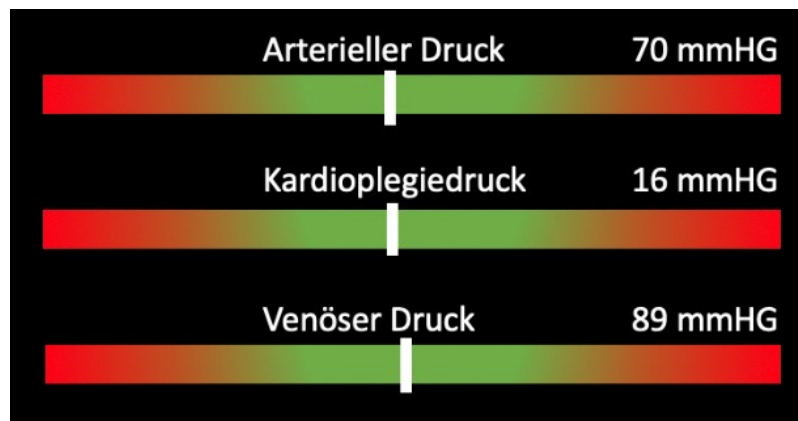 Arterieller Druck 70 mmHG
Kardioplegiedruck 16 mmHG
Venöser Druck 89 mmHG